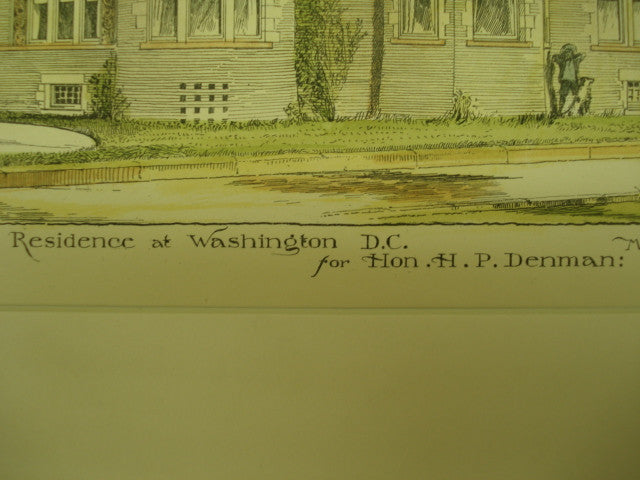 Residence at Washington D.C.
for Hon. H. P. Denman: